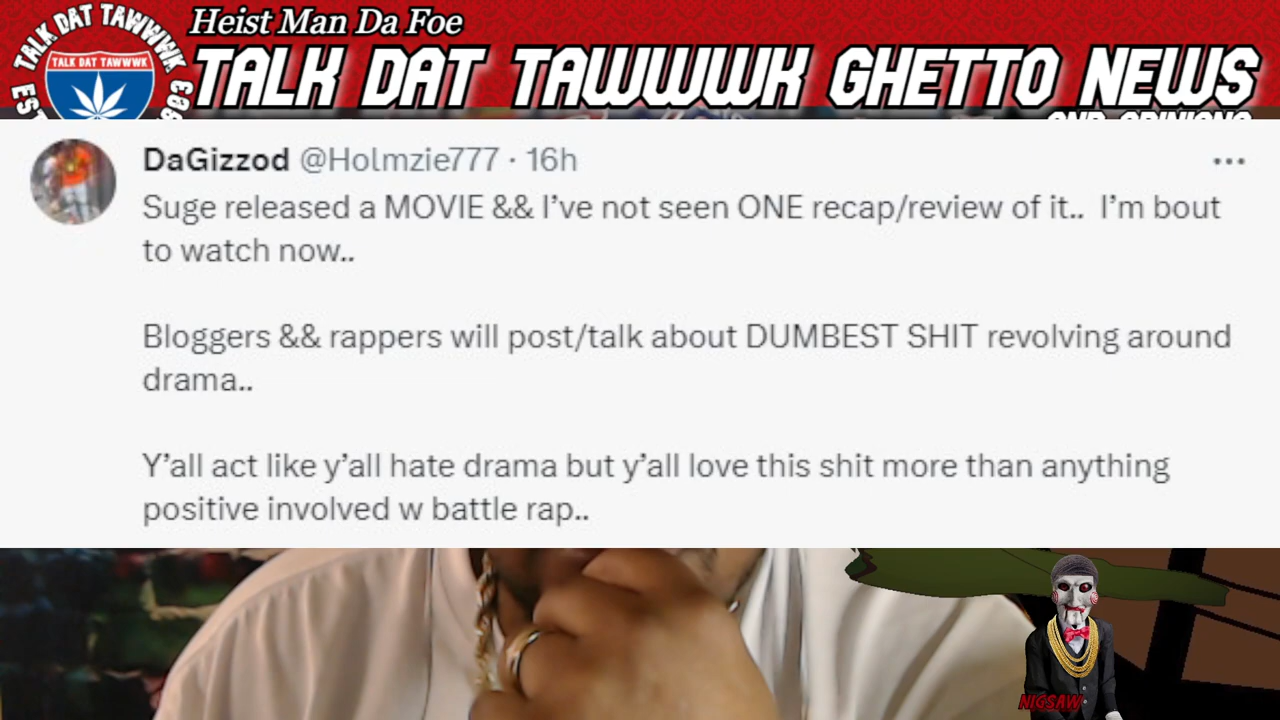 TALK DAT TAWWWK
TALK DAT TAWWWK
Heist Man Da Foe
TALK DAT TAWWWK GHETTO NEWS
AND OPINIONS
DaGizzod @Holmzie777 · 16h
Suge released a MOVIE && I’ve not seen ONE recap/review of it.. I’m bout
to watch now..
Bloggers && rappers will post/talk about DUMBEST SHIT revolving around
drama..
Y’all act like y’all hate drama but y’all love this shit more than anything
positive involved w battle rap..
NIGSAW